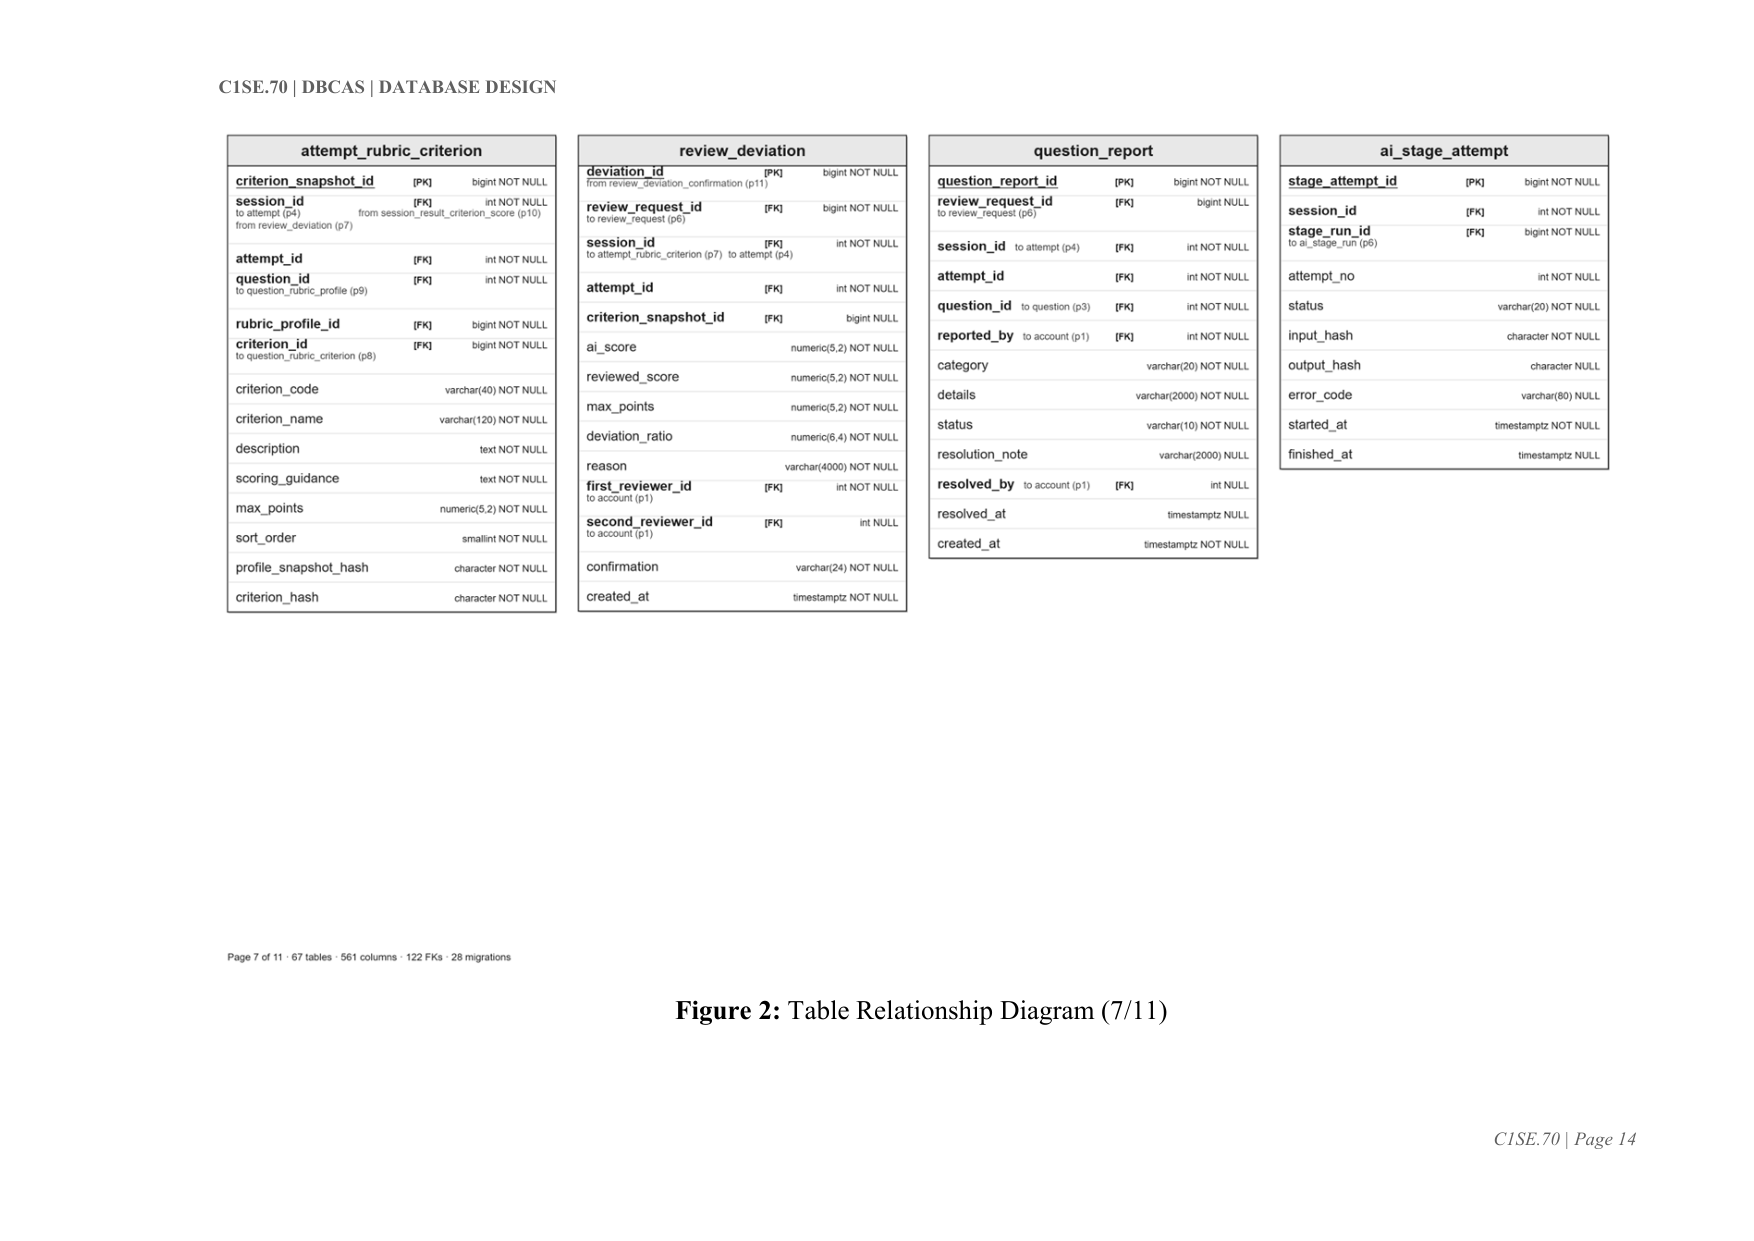 C1SE.70 | DBCAS | DATABASE DESIGN
attempt_rubric_criterion
criterion_snapshot_id [PK] bigint NOT NULL
session_id [FK] int NOT NULL
to attempt (p4) from session_result_criterion_score (p10)
from review_deviation (p7)
attempt_id [FK] int NOT NULL
question_id [FK] int NOT NULL
to question_rubric_profile (p9)
rubric_profile_id [FK] bigint NOT NULL
criterion_id [FK] bigint NOT NULL
to question_rubric_criterion (p8)
criterion_code varchar(40) NOT NULL
criterion_name varchar(120) NOT NULL
description text NOT NULL
scoring_guidance text NOT NULL
max_points numeric(5,2) NOT NULL
sort_order smallint NOT NULL
profile_snapshot_hash character NOT NULL
criterion_hash character NOT NULL
review_deviation
deviation_id [PK] bigint NOT NULL
from review_deviation_confirmation (p11)
review_request_id [FK] bigint NOT NULL
to review_request (p6)
session_id [FK] int NOT NULL
to attempt_rubric_criterion (p7) to attempt (p4)
attempt_id [FK] int NOT NULL
criterion_snapshot_id [FK] bigint NULL
ai_score numeric(5,2) NOT NULL
reviewed_score numeric(5,2) NOT NULL
max_points numeric(5,2) NOT NULL
deviation_ratio numeric(6,4) NOT NULL
reason varchar(4000) NOT NULL
first_reviewer_id [FK] int NOT NULL
to account (p1)
second_reviewer_id [FK] int NULL
to account (p1)
confirmation varchar(24) NOT NULL
created_at timestamptz NOT NULL
question_report
question_report_id [PK] bigint NOT NULL
review_request_id [FK] bigint NULL
to review_request (p6)
session_id to attempt (p4) [FK] int NOT NULL
attempt_id [FK] int NOT NULL
question_id to question (p3) [FK] int NOT NULL
reported_by to account (p1) [FK] int NOT NULL
category varchar(20) NOT NULL
details varchar(2000) NOT NULL
status varchar(10) NOT NULL
resolution_note varchar(2000) NULL
resolved_by to account (p1) [FK] int NULL
resolved_at timestamptz NULL
created_at timestamptz NOT NULL
ai_stage_attempt
stage_attempt_id [PK] bigint NOT NULL
session_id [FK] int NOT NULL
stage_run_id [FK] bigint NOT NULL
to ai_stage_run (p6)
attempt_no int NOT NULL
status varchar(20) NOT NULL
input_hash character NOT NULL
output_hash character NULL
error_code varchar(80) NULL
started_at timestamptz NOT NULL
finished_at timestamptz NULL
Page 7 of 11 · 67 tables · 561 columns · 122 FKs · 28 migrations
Figure 2: Table Relationship Diagram (7/11)
C1SE.70 | Page 14